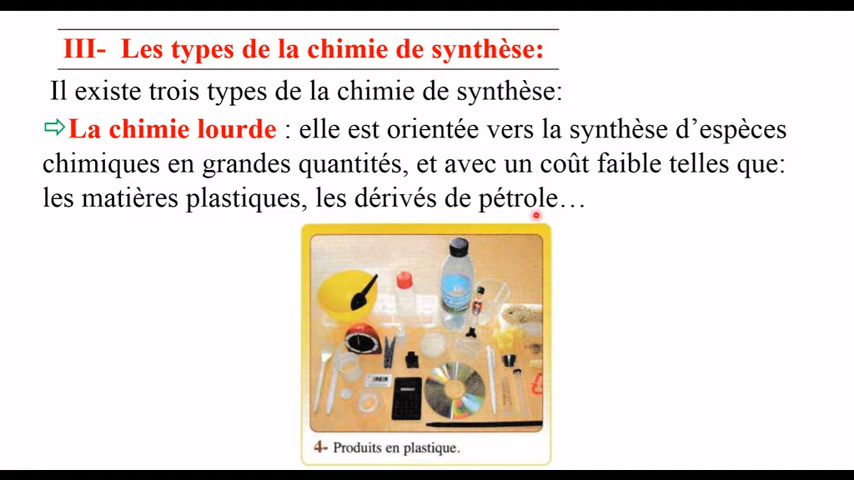 III- Les types de la chimie de synthèse:
Il existe trois types de la chimie de synthèse:
⇨La chimie lourde : elle est orientée vers la synthèse d’espèces
chimiques en grandes quantités, et avec un coût faible telles que:
les matières plastiques, les dérivés de pétrole…
4- Produits en plastique.